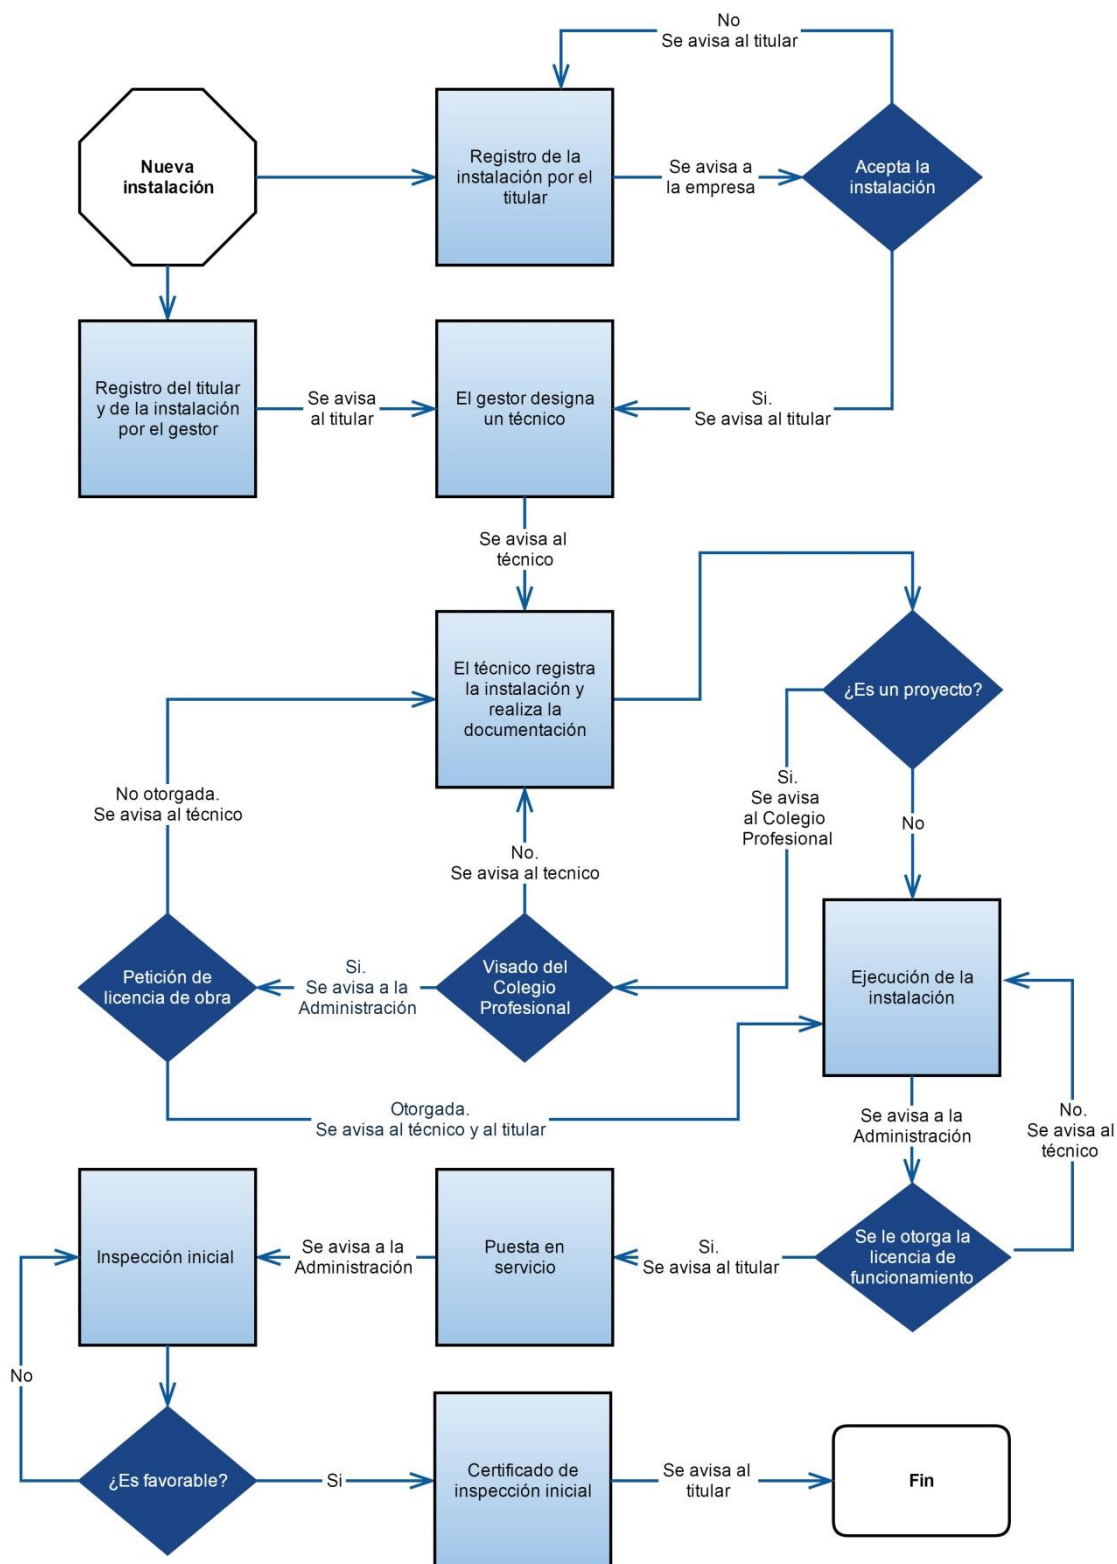 No
Se avisa al titular
Nueva
instalación
Registro de la
instalación por el
titular
Se avisa a
la empresa
Acepta la
instalación
Registro del titular
y de la instalación
por el gestor
Se avisa
al titular
El gestor designa
un técnico
Si.
Se avisa al titular
Se avisa al
técnico
El técnico registra
la instalación y
realiza la
documentación
¿Es un proyecto?
No otorgada.
Se avisa al técnico
No.
Se avisa al tecnico
Si.
Se avisa
al Colegio
Profesional
No
Petición de
licencia de obra
Si.
Se avisa a la
Administración
Visado del
Colegio
Profesional
Ejecución de la
instalación
Otorgada.
Se avisa al técnico y al titular
Se avisa a la
Administración
No.
Se avisa al
técnico
Inspección inicial
Se avisa a la
Administración
Puesta en
servicio
Si.
Se avisa al titular
Se le otorga la
licencia de
funcionamiento
No
¿Es favorable?
Si
Certificado de
inspección inicial
Se avisa al
titular
Fin